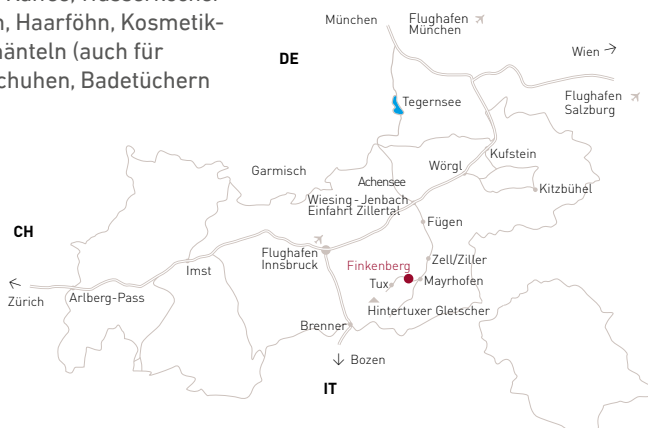 n, Haarföhn, Kosmetik-
änteln (auch für
chuhen, Badetüchern
München
Flughafen
München
Wien
DE
Flughafen
Salzburg
Tegernsee
Kufstein
Wörgl
Garmisch
Achensee
Kitzbühel
Wiesing - Jenbach
Einfahrt Zillertal
Fügen
CH
Flughafen
Innsbruck
Zell/Ziller
Finkenberg
Imst
Tux
Mayrhofen
Zürich
Arlberg-Pass
Hintertuxer Gletscher
Brenner
Bozen
IT